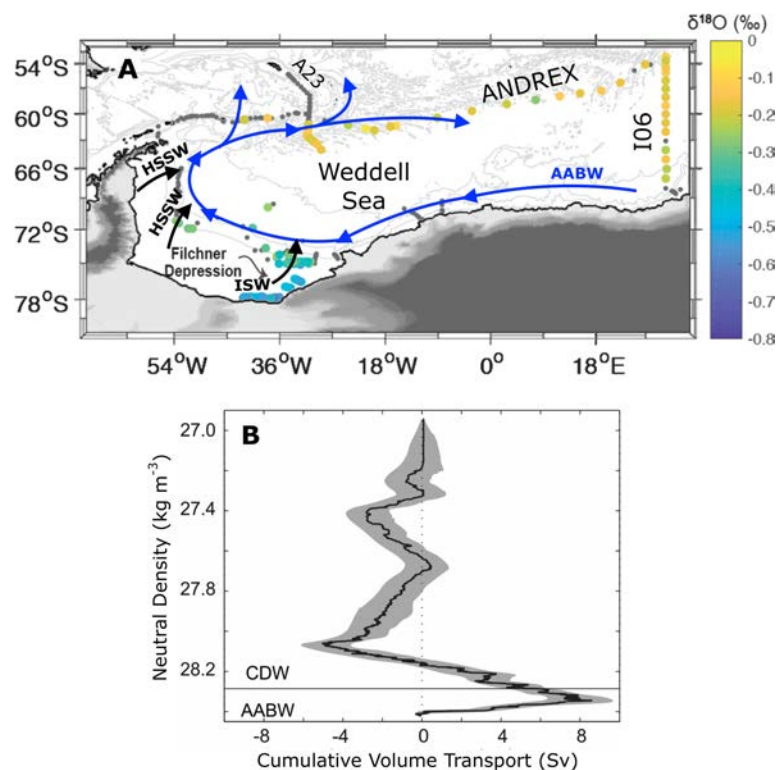 δ¹⁸O (‰)
A
54°S
60°S
66°S
72°S
78°S
A23
ANDREX
I06
HSSW
HSSW
Weddell
Sea
AABW
Filchner
Depression
ISW
0
-0.1
-0.2
-0.3
-0.4
-0.5
-0.6
-0.7
-0.8
54°W
36°W
18°W
0°
18°E
B
Neutral Density (kg m⁻³)
27.0
27.4
27.8
28.2
CDW
AABW
-8
-4
0
4
8
Cumulative Volume Transport (Sv)